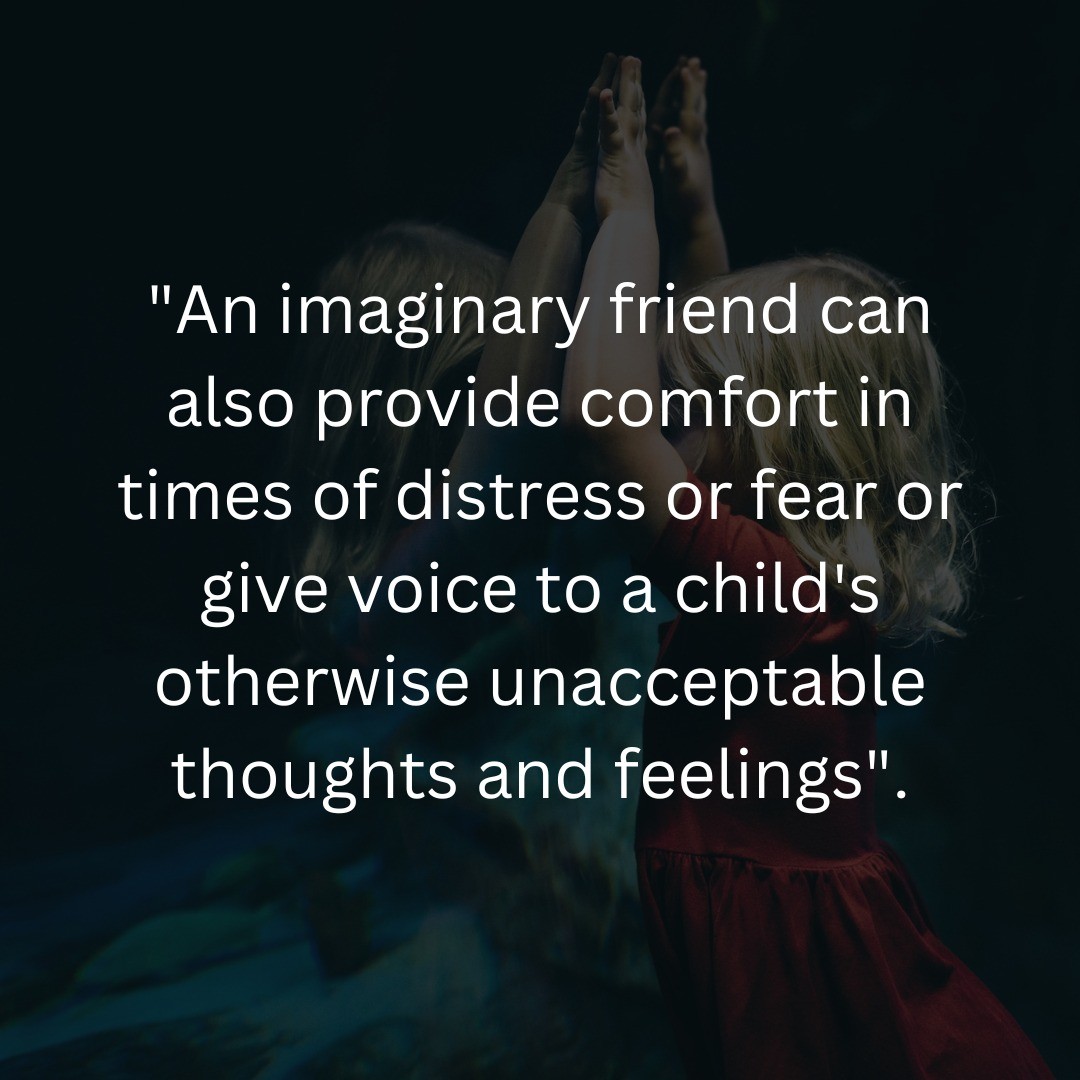 "An imaginary friend can
also provide comfort in
times of distress or fear or
give voice to a child's
otherwise unacceptable
thoughts and feelings".